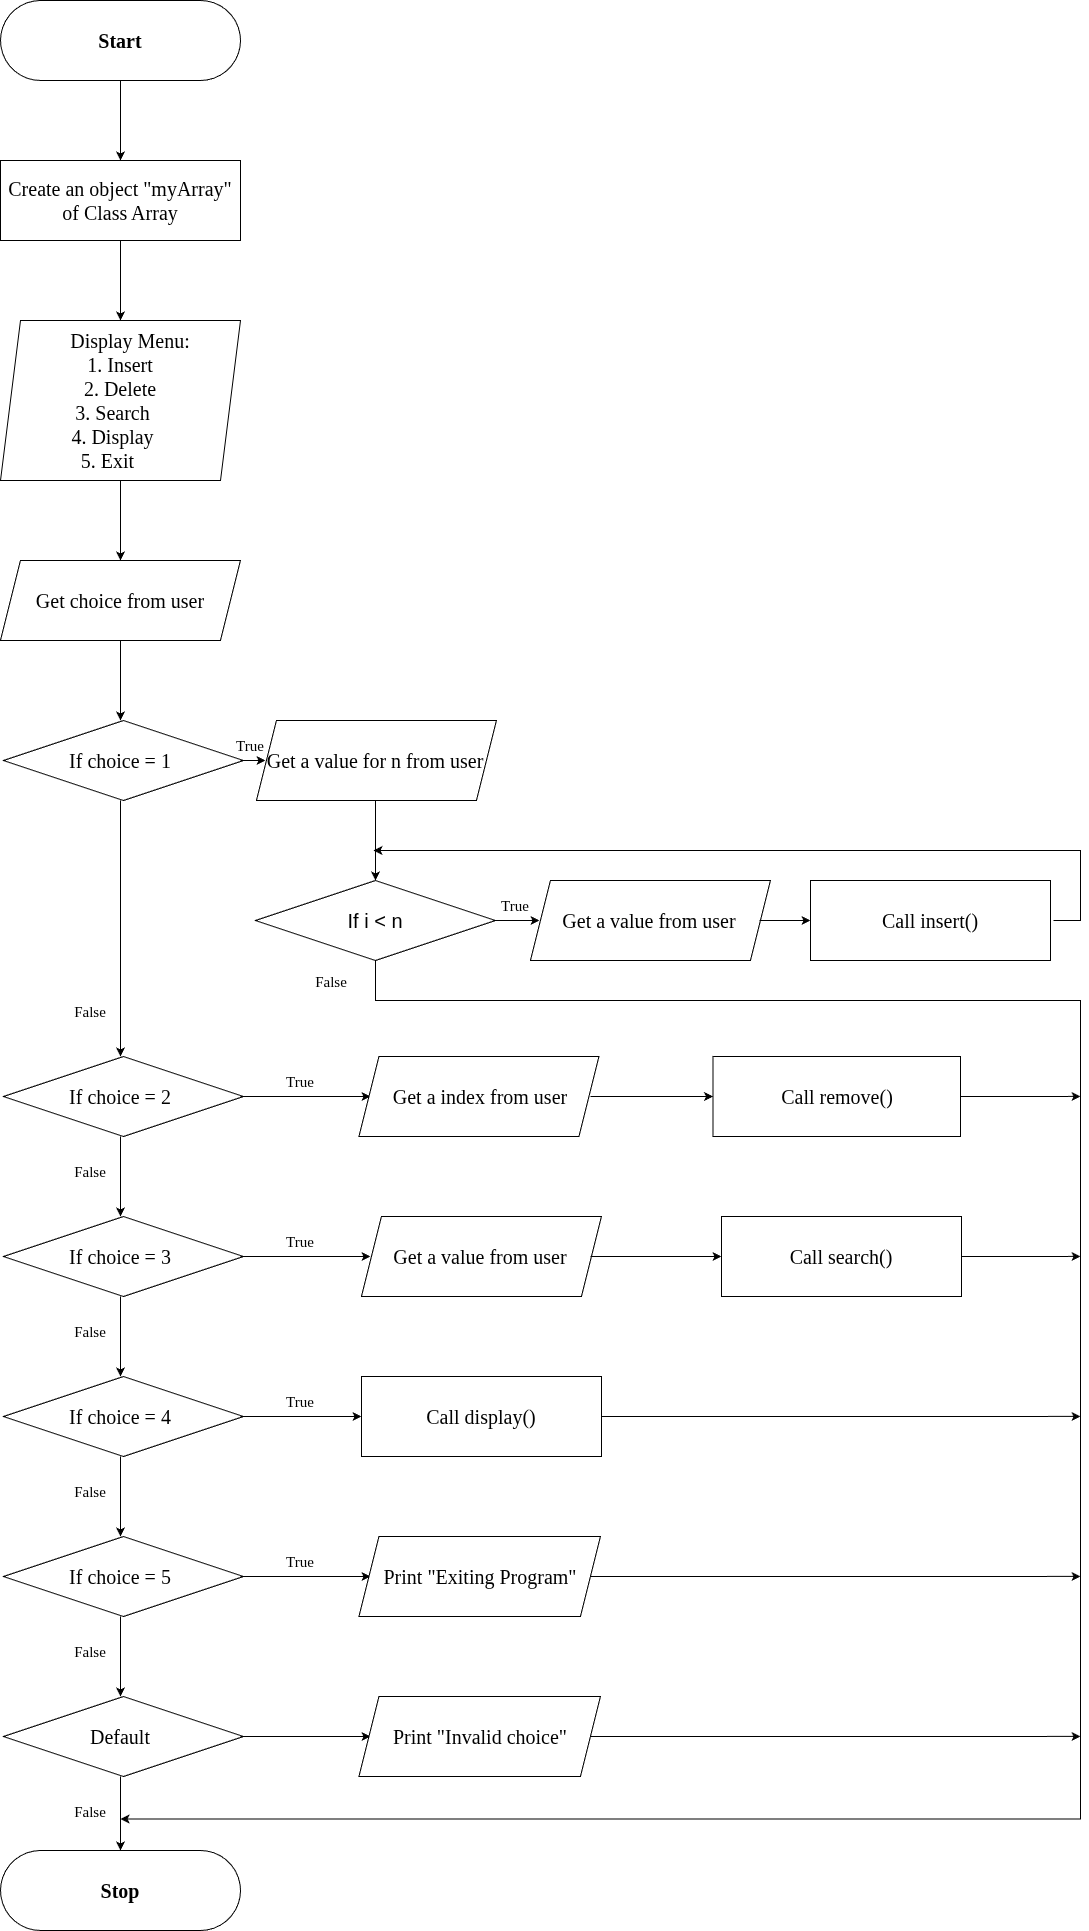 Start
Create an object "myArray"
of Class Array
Display Menu:
1. Insert
2. Delete
3. Search
4. Display
5. Exit
Get choice from user
If choice = 1
True
Get a value for n from user
If i < n
True
Get a value from user
Call insert()
False
False
If choice = 2
True
Get a index from user
Call remove()
False
If choice = 3
True
Get a value from user
Call search()
False
If choice = 4
True
Call display()
False
If choice = 5
True
Print "Exiting Program"
False
Default
Print "Invalid choice"
False
Stop